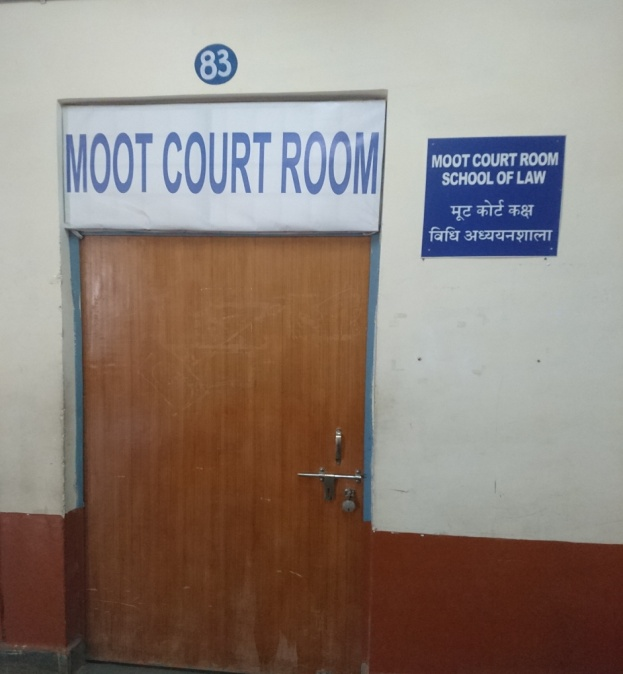 83
MOOT COURT ROOM
MOOT COURT ROOM
SCHOOL OF LAW
मूट कोर्ट कक्ष
विधि अध्ययनशाला